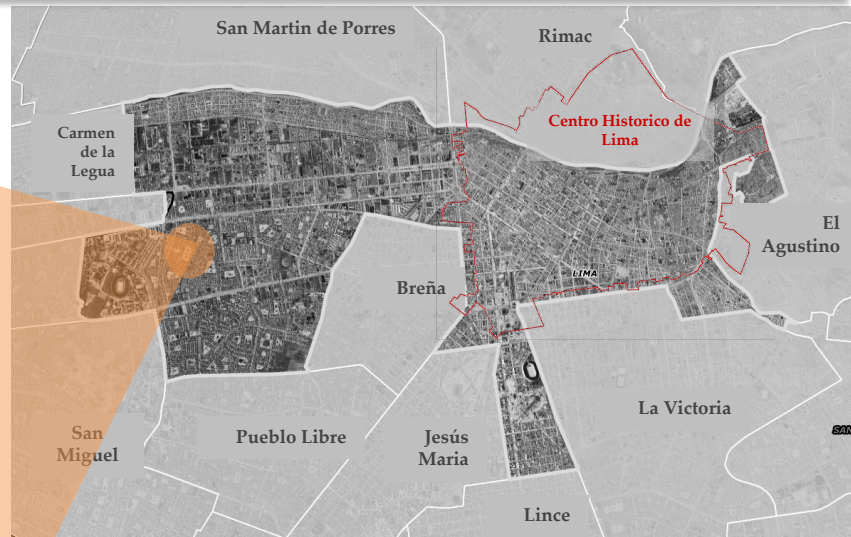 San Martin de Porres
Rimac
Centro Historico de
Lima
Carmen
de la
Legua
El
Agustino
LIMA
Breña
La Victoria
San
Miguel
Pueblo Libre
Jesús
Maria
SAN
Lince